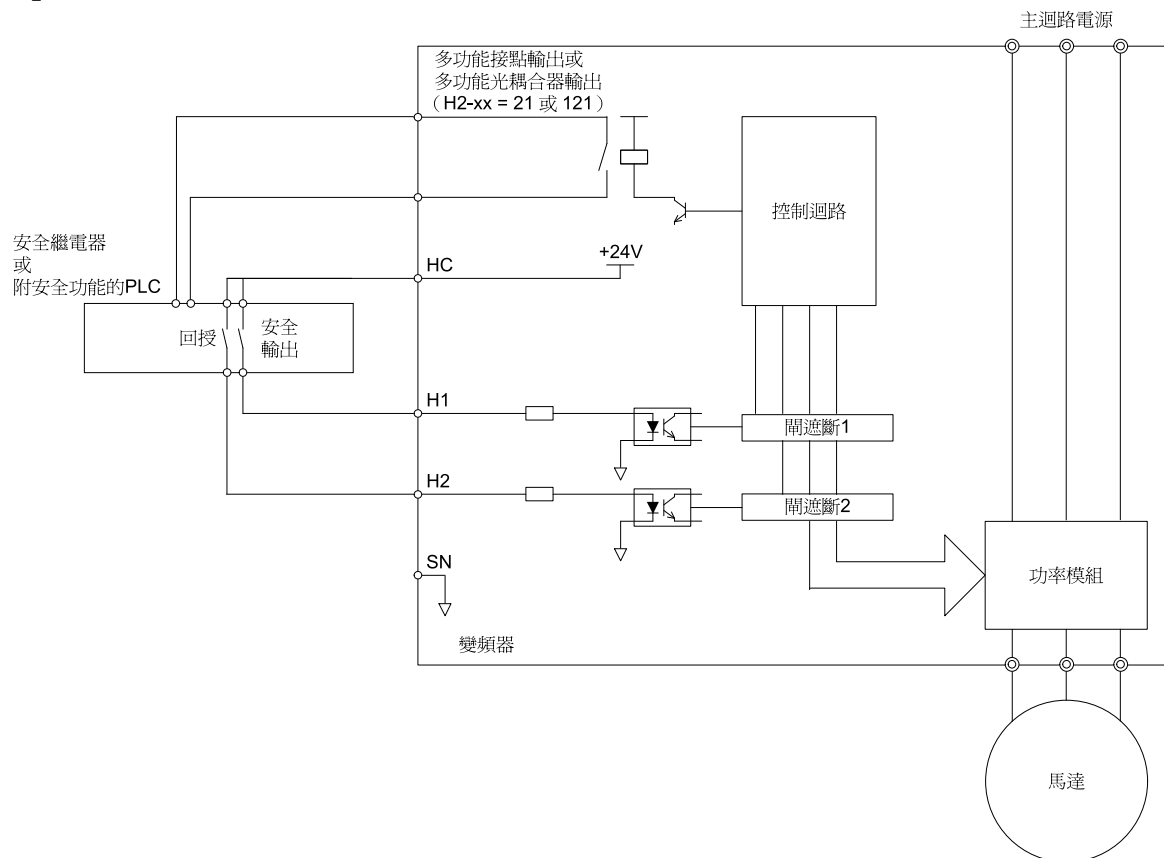 主迴路電源
多功能接點輸出或
多功能光耦合器輸出
（H2-xx = 21 或 121）
控制迴路
安全繼電器
或
附安全功能的PLC
+24V
HC
回授
安全
輸出
H1
閘遮斷1
H2
閘遮斷2
SN
功率模組
變頻器
馬達